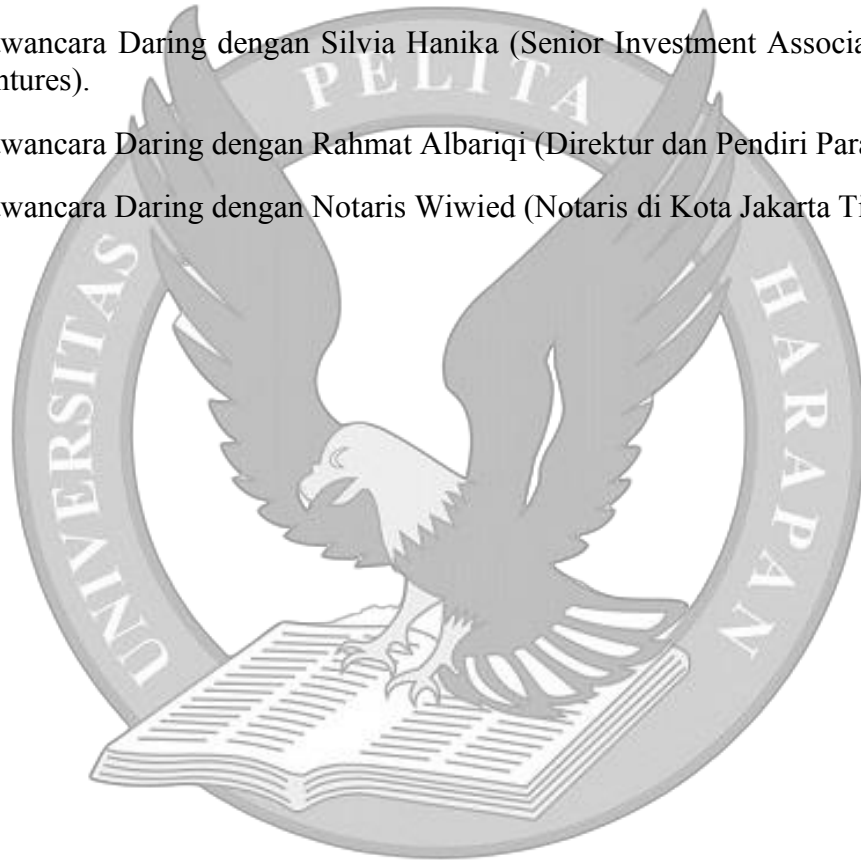 wancara Daring dengan Silvia Hanika (Senior Investment Associa
ntures).
wancara Daring dengan Rahmat Albariqi (Direktur dan Pendiri Para
wancara Daring dengan Notaris Wiwied (Notaris di Kota Jakarta Ti
UNIVERSITAS PELITA HARAPAN